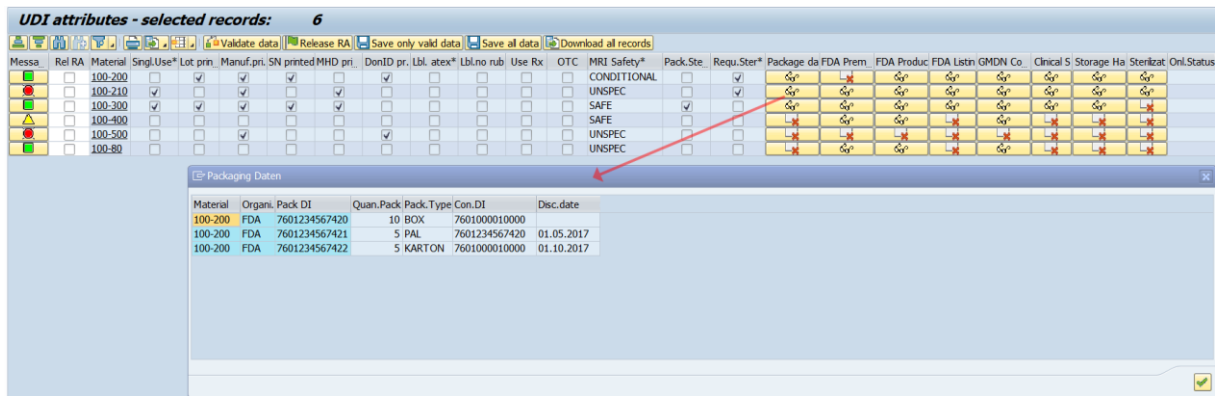 UDI attributes - selected records: 6
Validate data Release RA Save only valid data Save all data Download all records
Messa_ Rel RA Material Singl.Use* Lot prin_ Manuf.pri. SN printed MHD pri_ DonID pr. Lbl. atex* Lbl.no rub Use Rx OTC MRI Safety* Pack.Ste_ Requ.Ster* Package da FDA Prem_ FDA Produc FDA Listin GMDN Co_ Clinical S Storage Ha Sterilizat Onl.Status
100-200 CONDITIONAL
100-210 UNSPEC
100-300 SAFE
100-400 SAFE
100-500 UNSPEC
100-80 UNSPEC
Packaging Daten
Material Organi. Pack DI Quan.Pack Pack.Type Con.DI Disc.date
100-200 FDA 7601234567420 10 BOX 7601000010000
100-200 FDA 7601234567421 5 PAL 7601234567420 01.05.2017
100-200 FDA 7601234567422 5 KARTON 7601000010000 01.10.2017